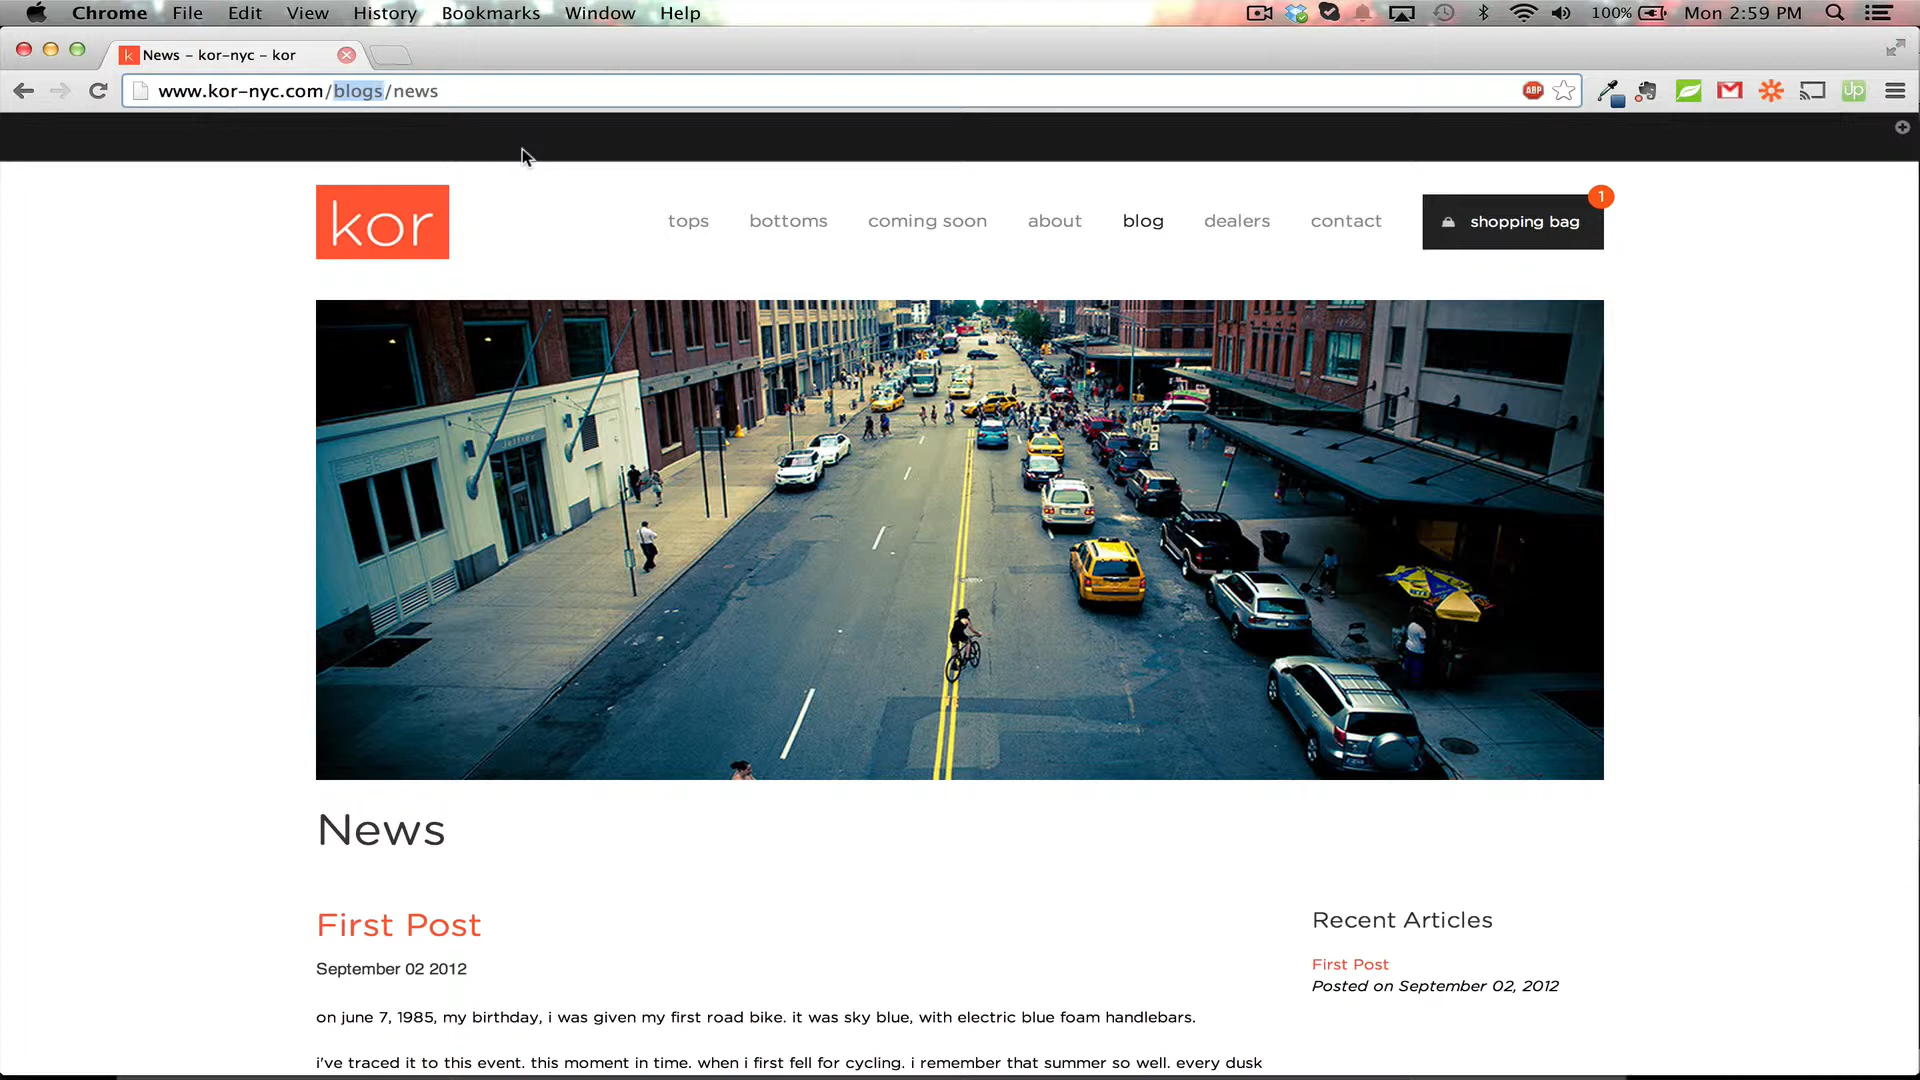 Chrome File Edit View History Bookmarks Window Help 100% Mon 2:59 PM
k News – kor-nyc – kor
www.kor-nyc.com/blogs/news ABP Up
kor
tops bottoms coming soon about blog dealers contact shopping bag 1
jeffrey
News
First Post
September 02 2012
on june 7, 1985, my birthday, i was given my first road bike. it was sky blue, with electric blue foam handlebars.
i've traced it to this event. this moment in time. when i first fell for cycling. i remember that summer so well. every dusk
Recent Articles
First Post
Posted on September 02, 2012